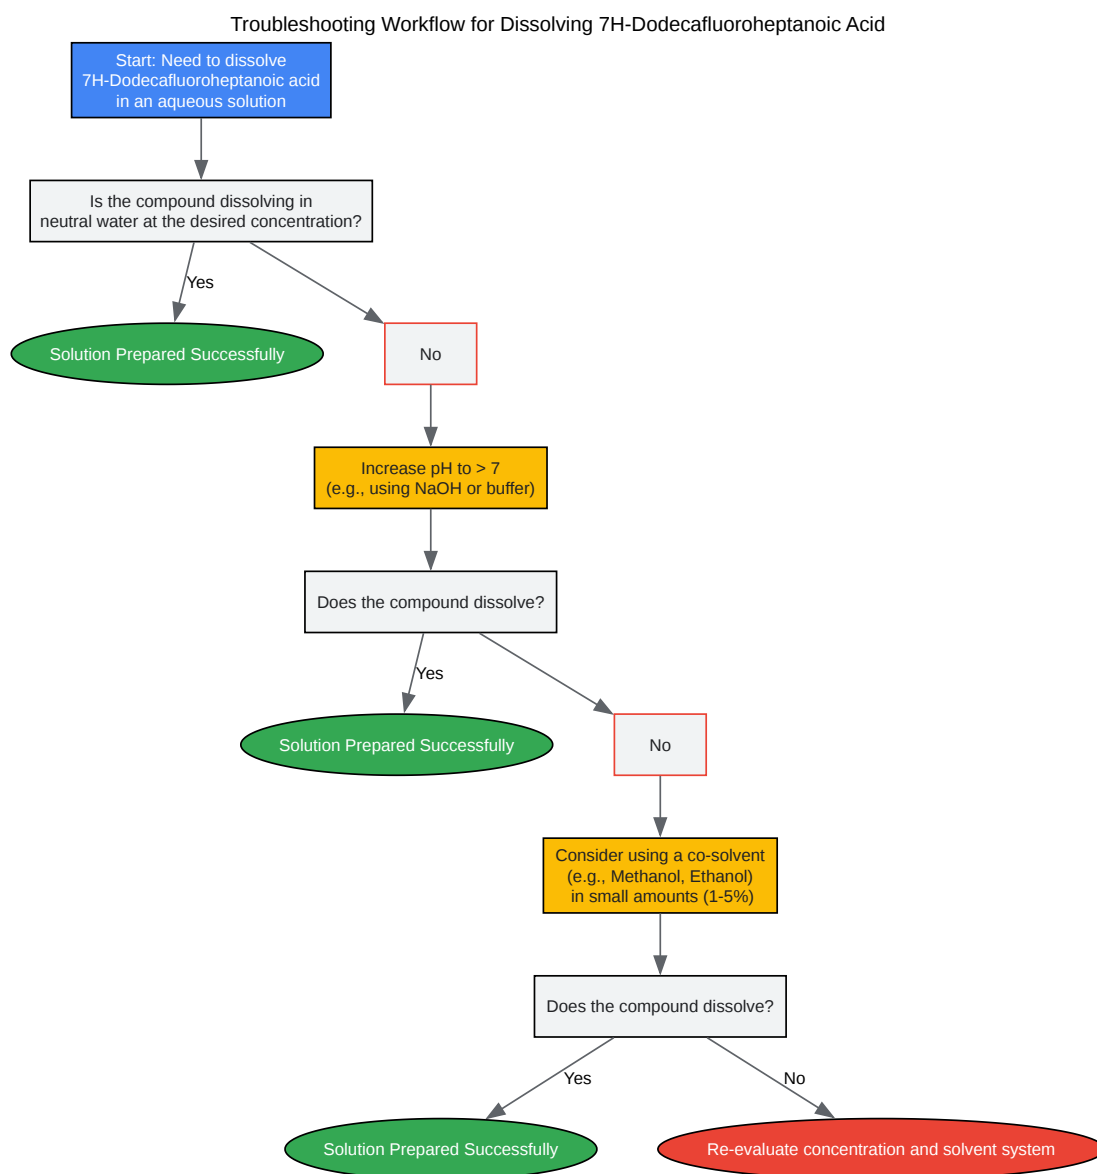 Troubleshooting Workflow for Dissolving 7H-Dodecafluoroheptanoic Acid
Start: Need to dissolve
7H-Dodecafluoroheptanoic acid
in an aqueous solution
Is the compound dissolving in
neutral water at the desired concentration?
Yes
Solution Prepared Successfully
No
Increase pH to > 7
(e.g., using NaOH or buffer)
Does the compound dissolve?
Yes
Solution Prepared Successfully
No
Consider using a co-solvent
(e.g., Methanol, Ethanol)
in small amounts (1-5%)
Does the compound dissolve?
Yes
No
Solution Prepared Successfully
Re-evaluate concentration and solvent system